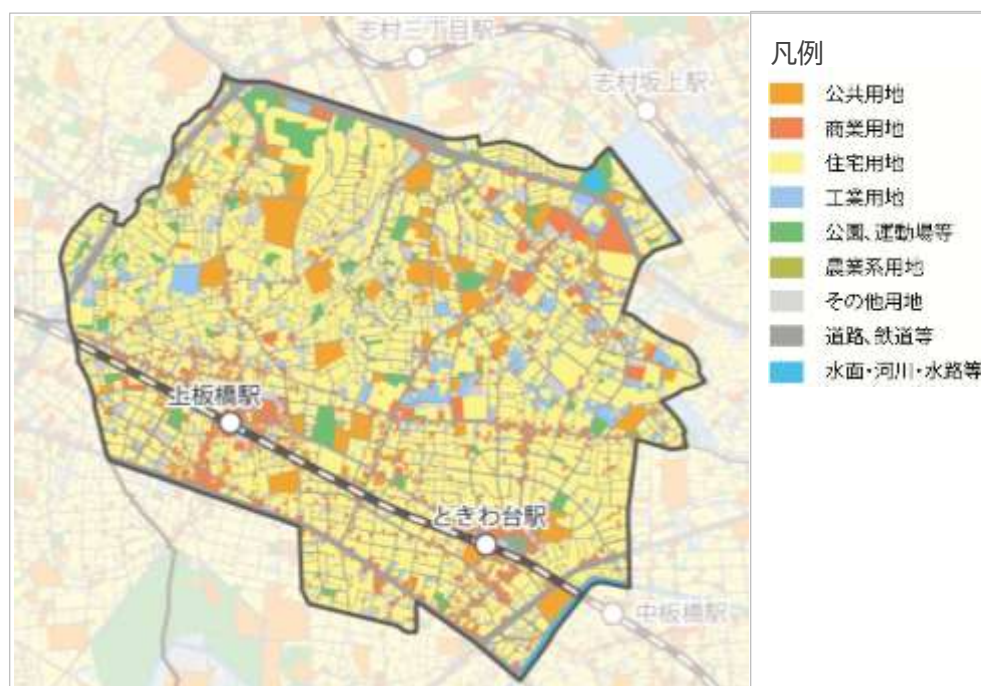 志村三丁目駅
志村坂上駅
上板橋駅
ときわ台駅
中板橋駅
凡例
公共用地
商業用地
住宅用地
工業用地
公園、運動場等
農業系用地
その他用地
道路、鉄道等
水面・河川・水路等